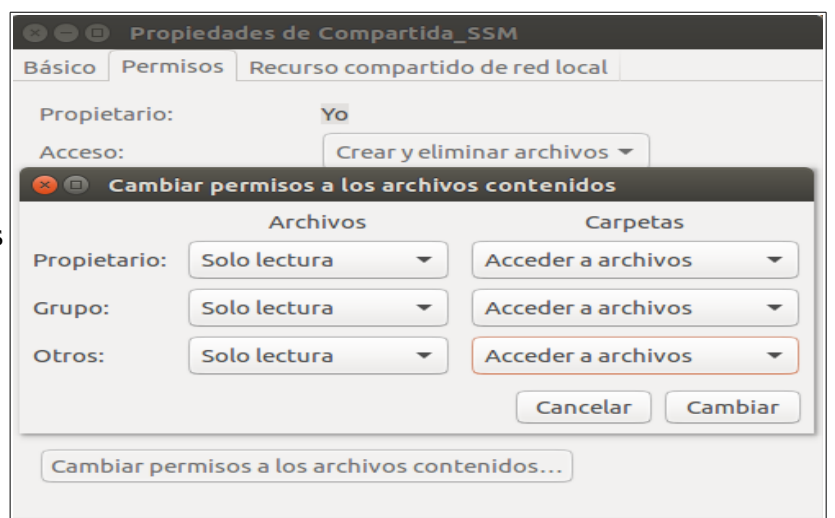 Propiedades de Compartida_SSM
Básico Permisos Recurso compartido de red local
Propietario: Yo
Acceso: Crear y eliminar archivos
Cambiar permisos a los archivos contenidos
Archivos Carpetas
s
Propietario: Solo lectura Acceder a archivos
Grupo: Solo lectura Acceder a archivos
Otros: Solo lectura Acceder a archivos
Cancelar Cambiar
Cambiar permisos a los archivos contenidos...